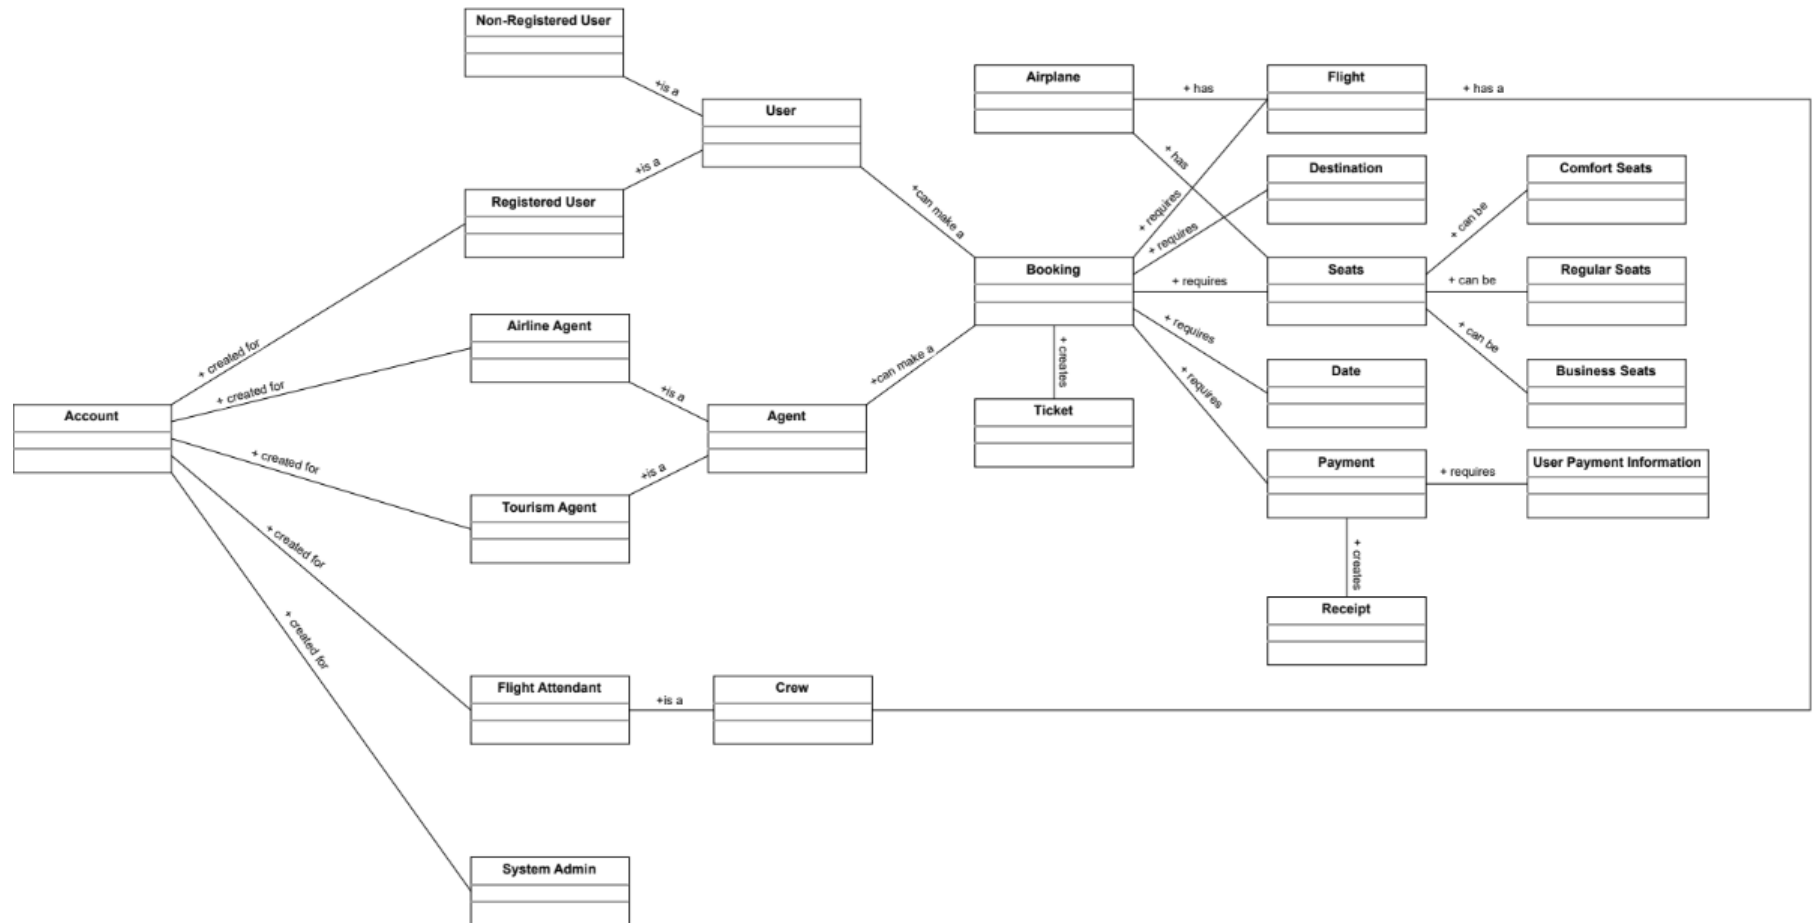 Non-Registered User
+is a
User
Airplane
+ has
Flight
+ has a
+is a
Registered User
+can make a
+ has
+ requires
Destination
+ requires
Comfort Seats
+ can be
Booking
+ requires
Seats
+ can be
Regular Seats
Airline Agent
+ created for
+ created for
+is a
+can make a
+ creates
+ requires
+ requires
+ can be
Date
Business Seats
Account
Agent
Ticket
+ created for
+is a
Payment
+ requires
User Payment Information
Tourism Agent
+ created for
+ creates
Receipt
+ created for
Flight Attendant
+is a
Crew
System Admin